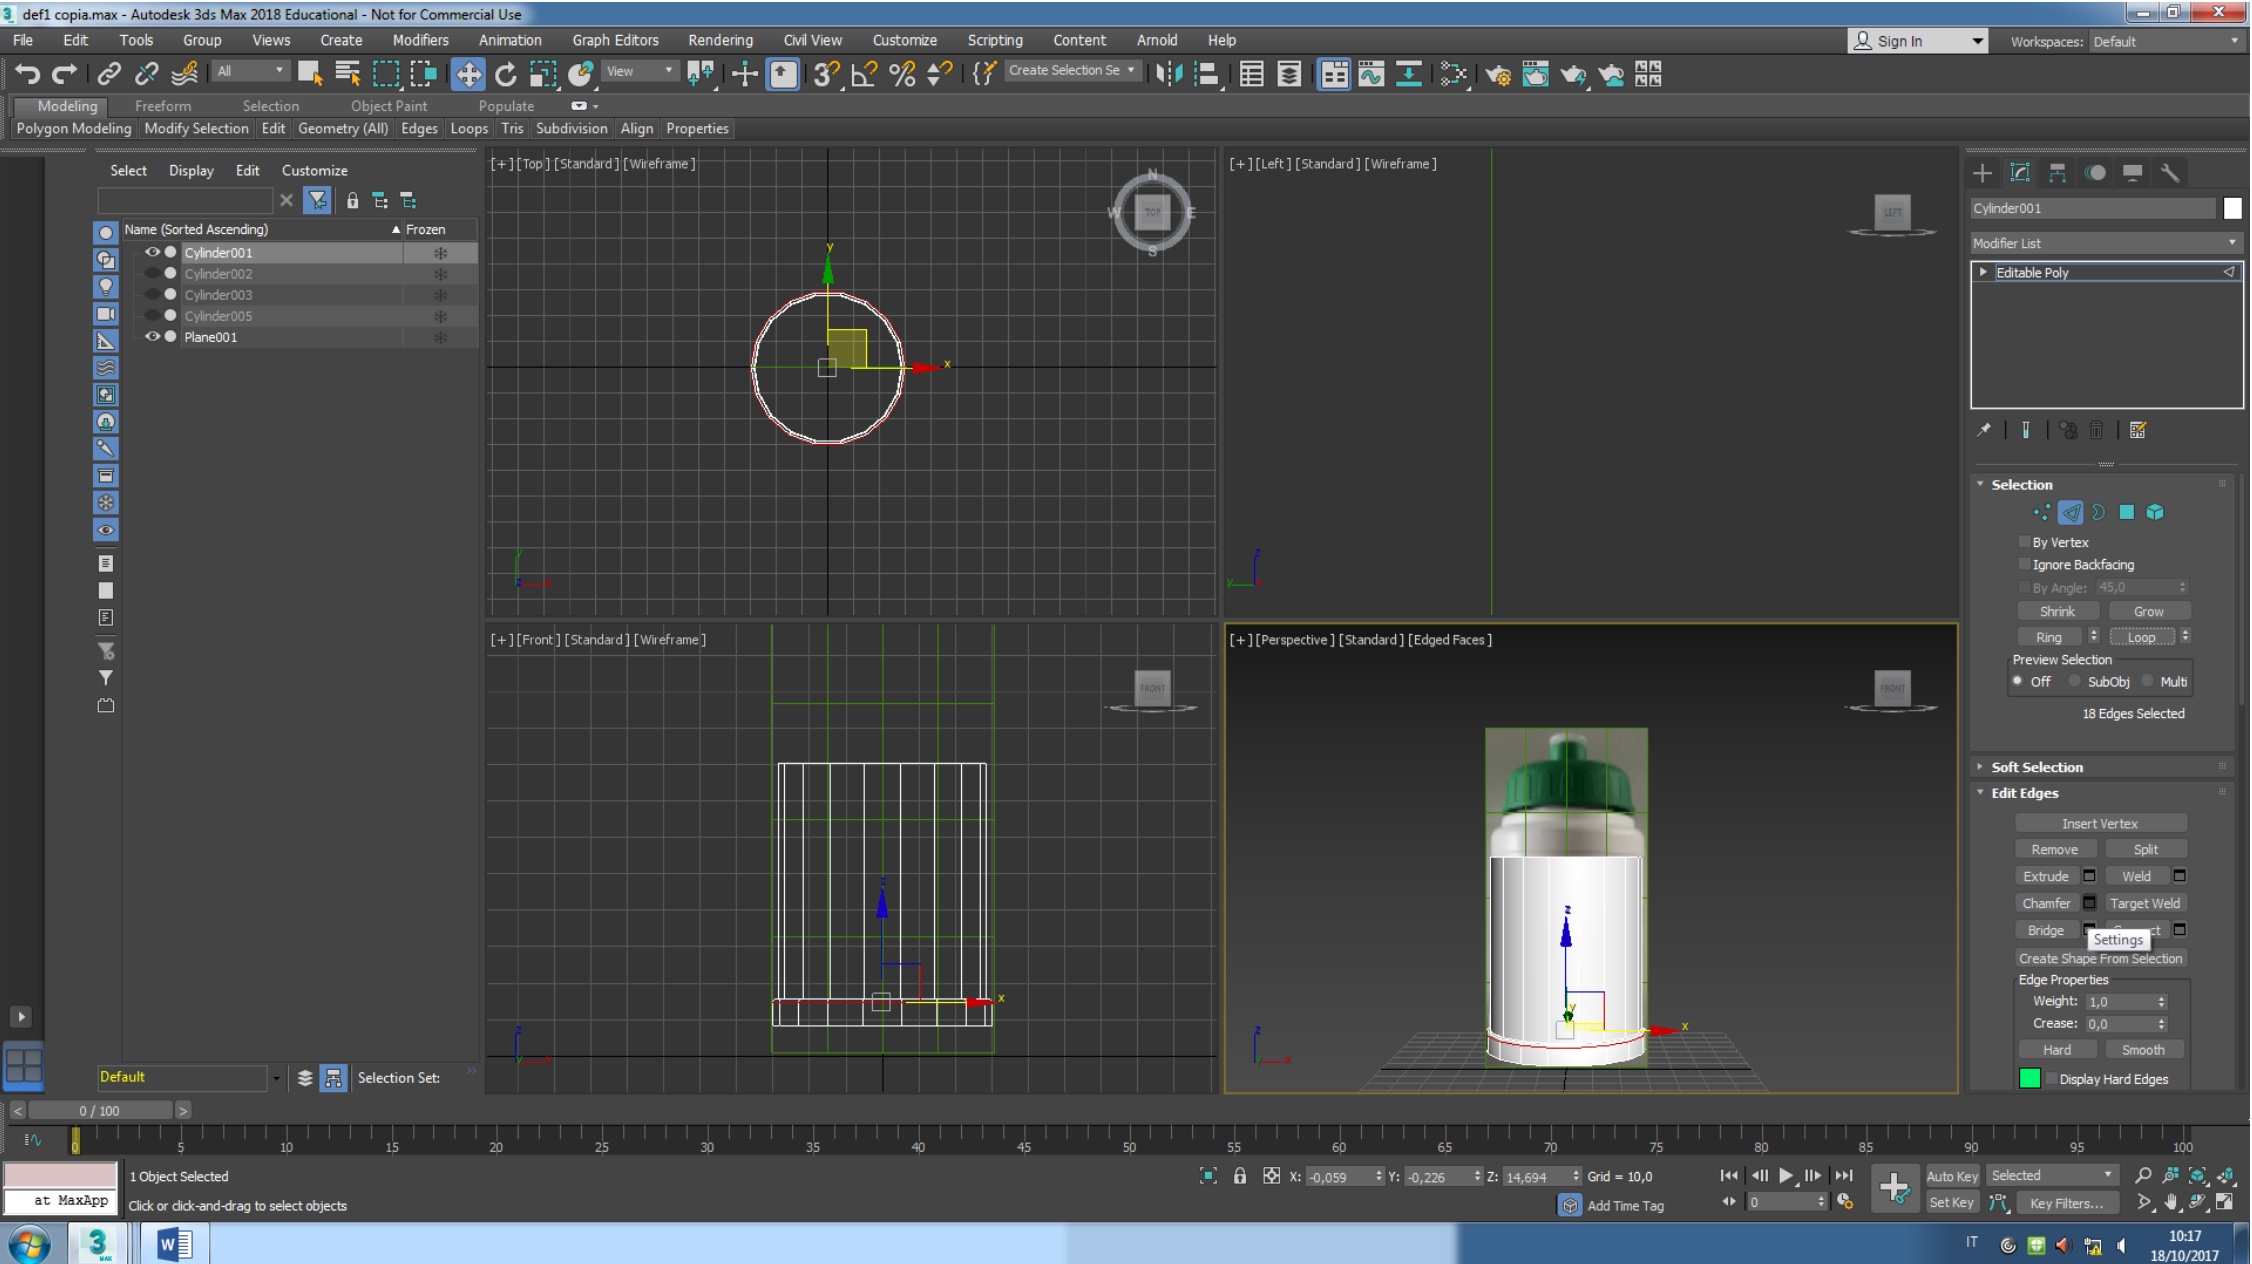 def1 copia.max - Autodesk 3ds Max 2018 Educational - Not for Commercial Use
File Edit Tools Group Views Create Modifiers Animation Graph Editors Rendering Civil View Customize Scripting Content Arnold Help Sign In Workspaces: Default
All View Create Selection Se
Modeling Freeform Selection Object Paint Populate
Polygon Modeling Modify Selection Edit Geometry (All) Edges Loops Tris Subdivision Align Properties
Select Display Edit Customize
Name (Sorted Ascending) Frozen
Cylinder001
Cylinder002
Cylinder003
Cylinder005
Plane001
[+] [Top ] [Standard ] [Wireframe ]
N
W TOP E
S
y
x
[+] [Left ] [Standard ] [Wireframe ]
LEFT
[+] [Front ] [Standard ] [Wireframe ]
FRONT
z
x
[+] [Perspective ] [Standard ] [Edged Faces ]
FRONT
z
y
x
Cylinder001
Modifier List
Editable Poly
Selection
By Vertex
Ignore Backfacing
By Angle: 45,0
Shrink Grow
Ring Loop
Preview Selection
Off SubObj Multi
18 Edges Selected
Soft Selection
Edit Edges
Insert Vertex
Remove Split
Extrude Weld
Chamfer Target Weld
Bridge
Settings
Create Shape From Selection
Edge Properties
Weight: 1,0
Crease: 0,0
Hard Smooth
Display Hard Edges
Default Selection Set:
< 0 / 100 >
0 5 10 15 20 25 30 35 40 45 50 55 60 65 70 75 80 85 90 95 100
1 Object Selected X: -0,059 Y: -0,226 Z: 14,694 Grid = 10,0 Auto Key Selected
at MaxApp Click or click-and-drag to select objects Add Time Tag 0 Set Key Key Filters...
3 MAX W IT 10:17
18/10/2017